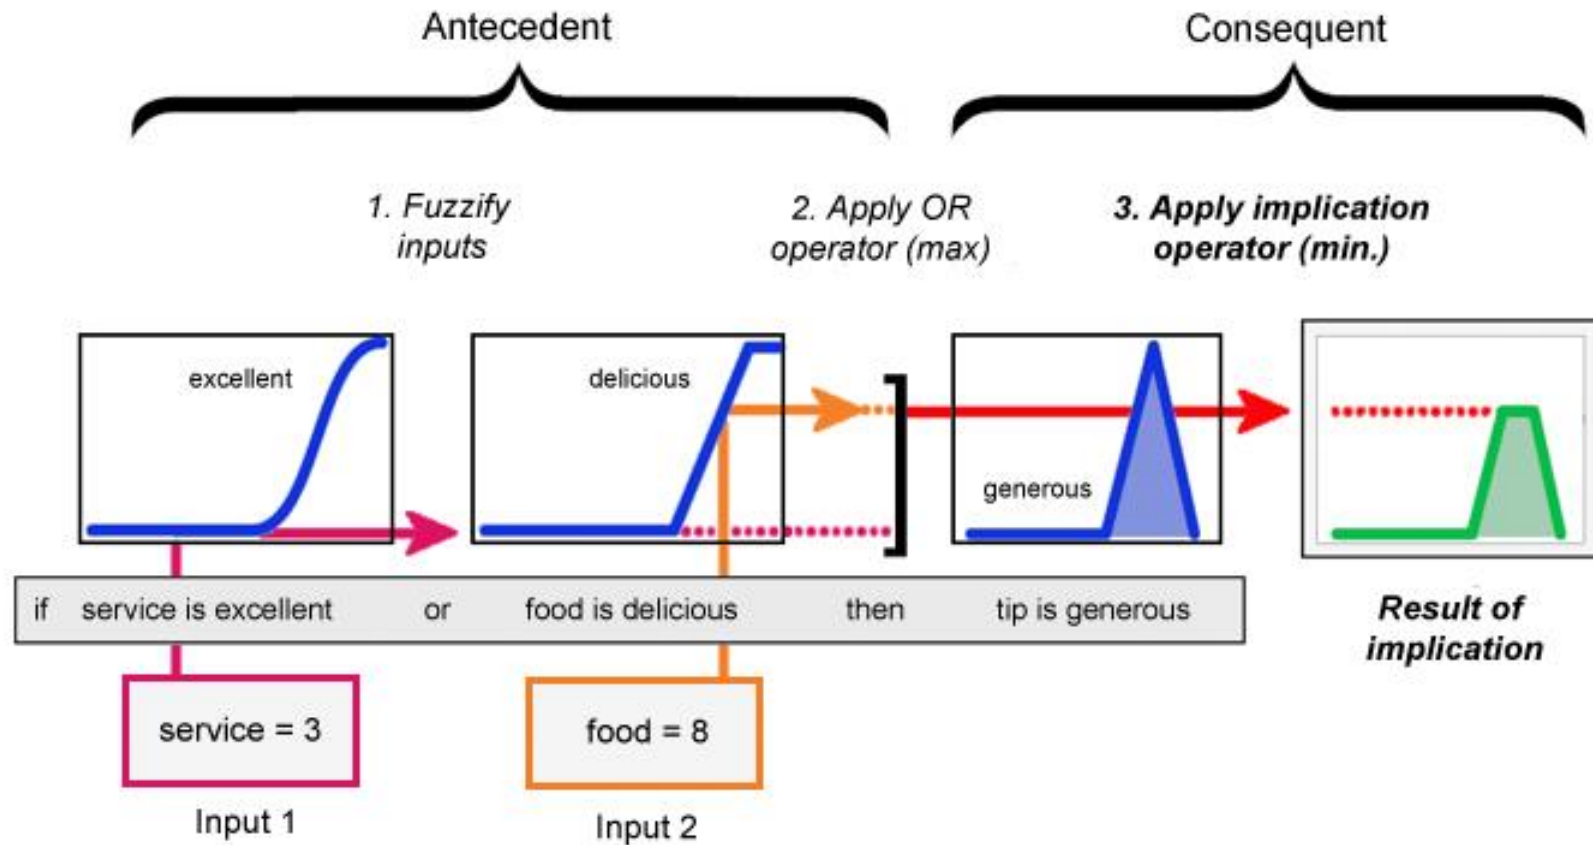 Antecedent
Consequent
1. Fuzzify
inputs
2. Apply OR
operator (max)
3. Apply implication
operator (min.)
excellent
delicious
generous
if service is excellent or food is delicious then tip is generous
Result of
implication
service = 3
food = 8
Input 1
Input 2